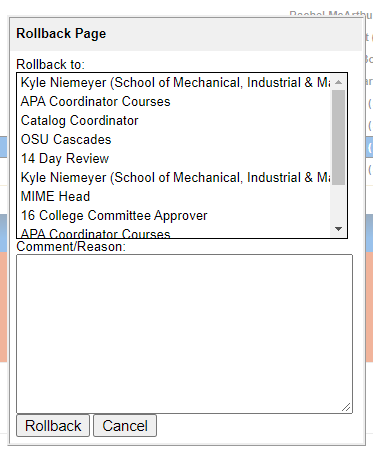 Rachel McArthu
Rollback Page
Rollback to:
Kyle Niemeyer (School of Mechanical, Industrial & Ma
APA Coordinator Courses
Catalog Coordinator
OSU Cascades
14 Day Review
Kyle Niemeyer (School of Mechanical, Industrial & Ma
MIME Head
16 College Committee Approver
APA Coordinator Courses
Comment/Reason:
Rollback Cancel